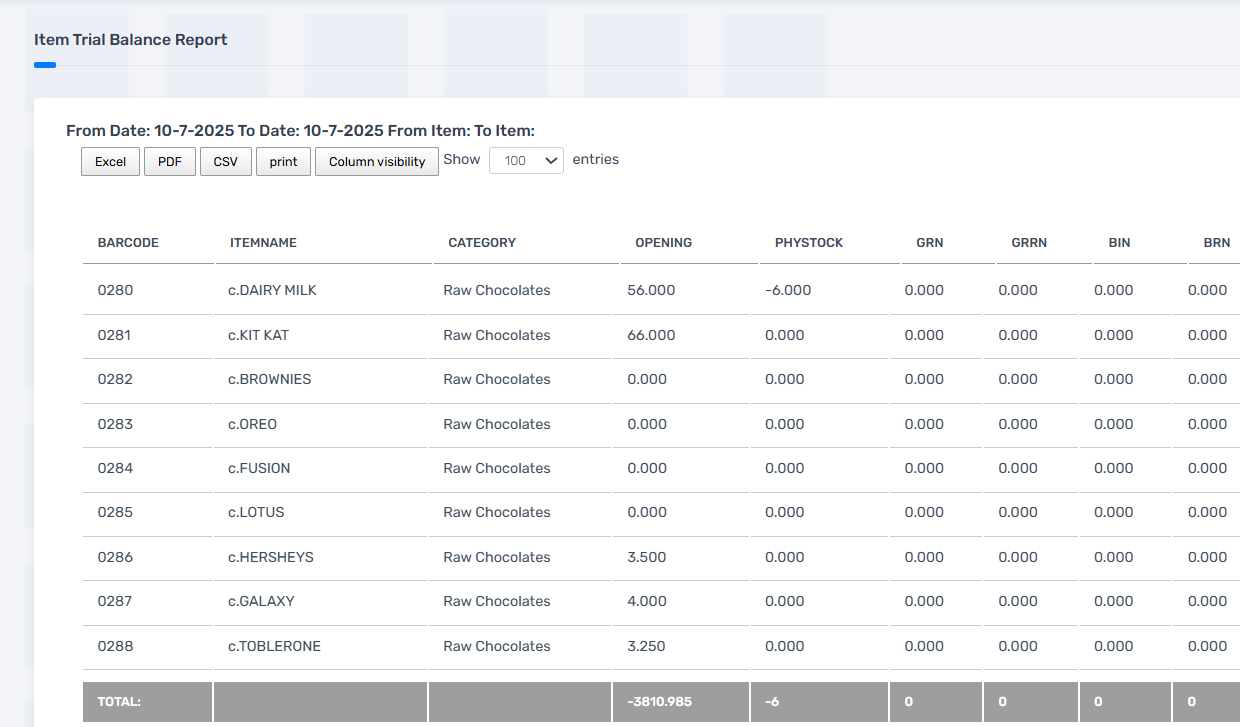 Item Trial Balance Report
From Date: 10-7-2025 To Date: 10-7-2025 From Item: To Item:
Excel PDF CSV print Column visibility Show 100 entries
BARCODE ITEMNAME CATEGORY OPENING PHYSTOCK GRN GRRN BIN BRN
0280 c.DAIRY MILK Raw Chocolates 56.000 -6.000 0.000 0.000 0.000 0.000
0281 c.KIT KAT Raw Chocolates 66.000 0.000 0.000 0.000 0.000 0.000
0282 c.BROWNIES Raw Chocolates 0.000 0.000 0.000 0.000 0.000 0.000
0283 c.OREO Raw Chocolates 0.000 0.000 0.000 0.000 0.000 0.000
0284 c.FUSION Raw Chocolates 0.000 0.000 0.000 0.000 0.000 0.000
0285 c.LOTUS Raw Chocolates 0.000 0.000 0.000 0.000 0.000 0.000
0286 c.HERSHEYS Raw Chocolates 3.500 0.000 0.000 0.000 0.000 0.000
0287 c.GALAXY Raw Chocolates 4.000 0.000 0.000 0.000 0.000 0.000
0288 c.TOBLERONE Raw Chocolates 3.250 0.000 0.000 0.000 0.000 0.000
TOTAL: -3810.985 -6 0 0 0 0